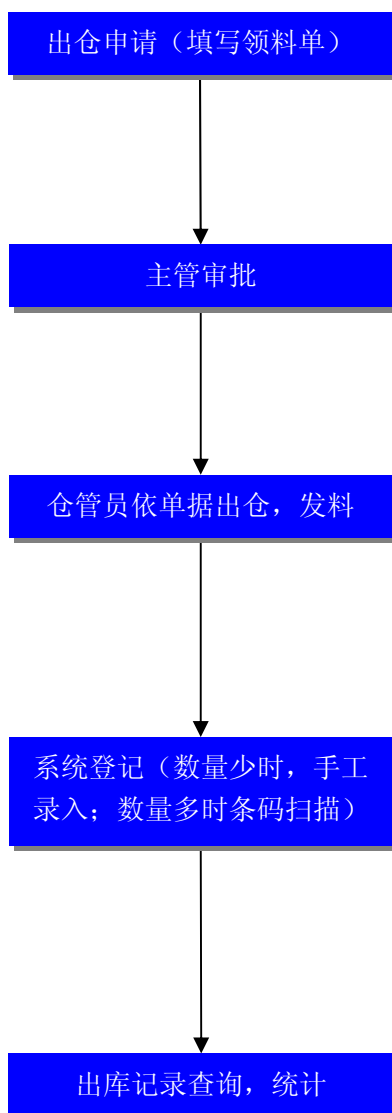 出仓申请（填写领料单）
主管审批
仓管员依单据出仓，发料
系统登记（数量少时，手工
录入；数量多时条码扫描）
出库记录查询，统计